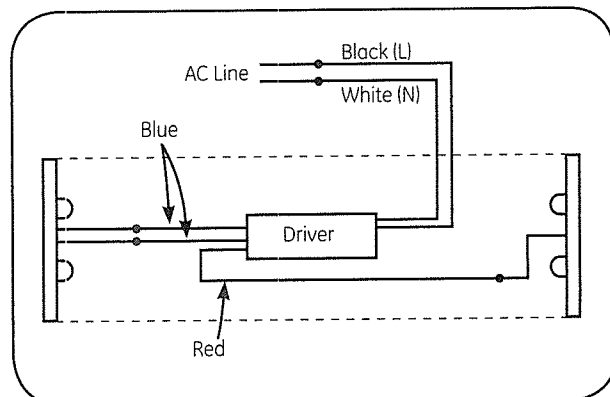 Black (L)
AC Line
White (N)
Blue
Driver
Red